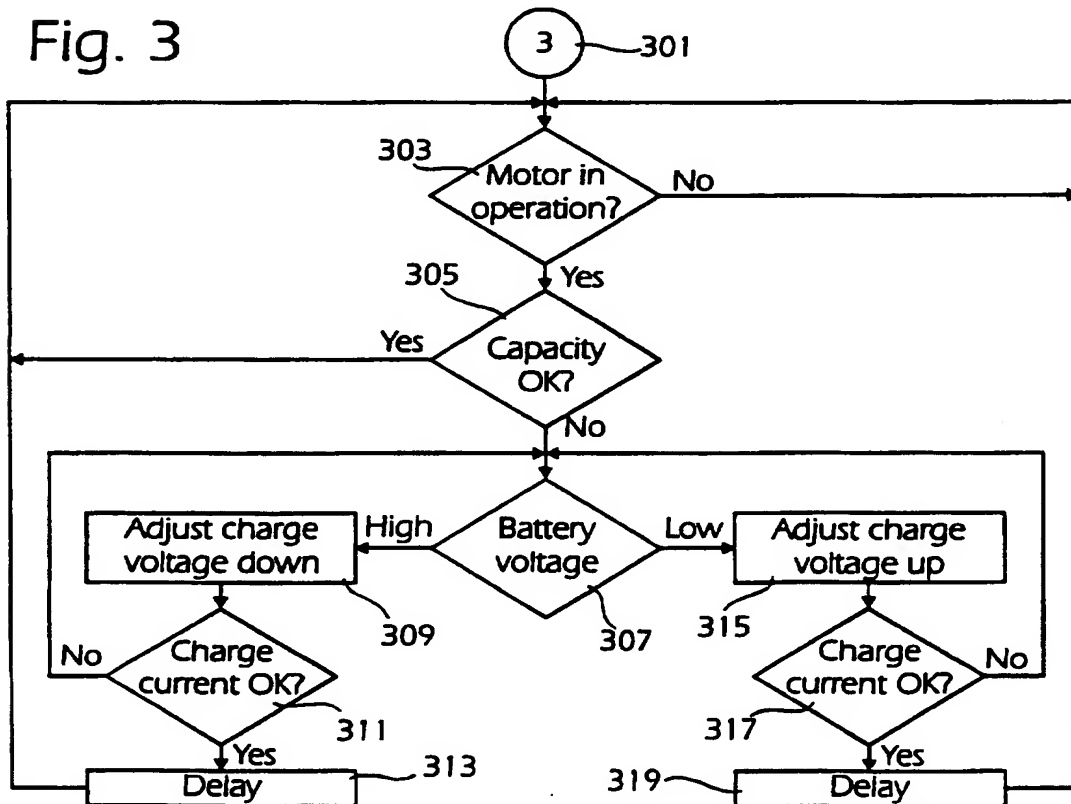 Fig. 3
3
301
303
Motor in
operation?
No
Yes
305
Yes
Capacity
OK?
No
Adjust charge
voltage down
High
Battery
voltage
Low
Adjust charge
voltage up
309
307
315
No
Charge
current OK?
311
Charge
current OK?
No
317
Yes
Delay
313
Yes
319
Delay